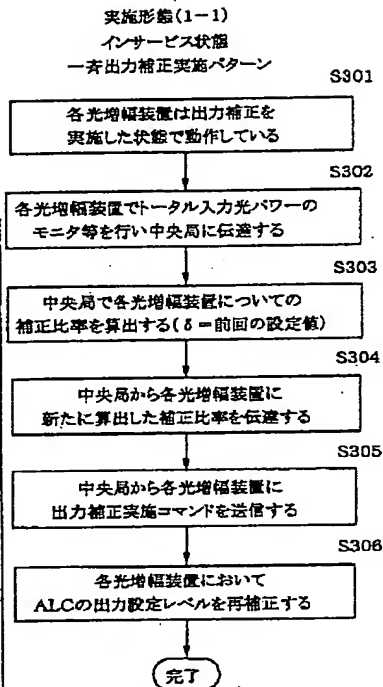 実施形態(1-1)
インサービス状態
一斉出力補正実施パターン
S301
各光増幅装置は出力補正を
実施した状態で動作している
S302
各光増幅装置でトータル入力光パワーの
モニタ等を行い中央局に伝達する
S303
中央局で各光増幅装置についての
補正比率を算出する(δ=前回の設定値)
S304
中央局から各光増幅装置に
新たに算出した補正比率を伝達する
S305
中央局から各光増幅装置に
出力補正実施コマンドを送信する
S306
各光増幅装置において
ALCの出力設定レベルを再補正する
完了